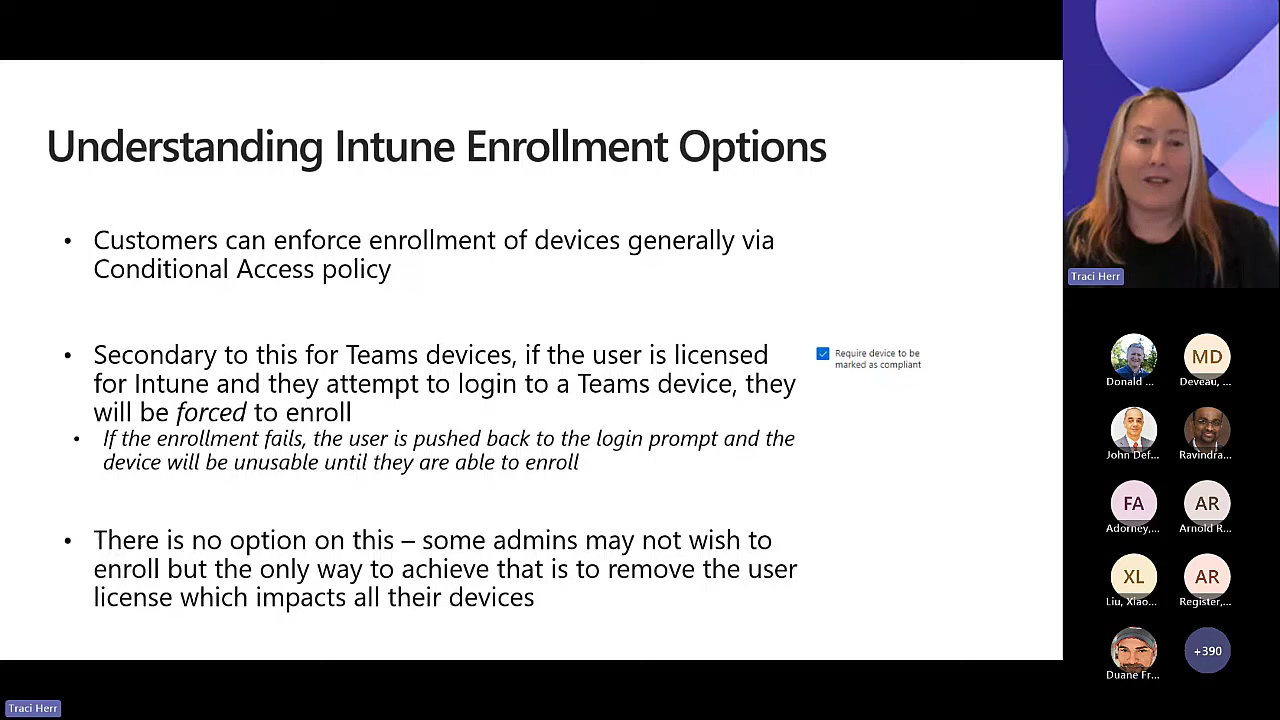 Understanding Intune Enrollment Options
• Customers can enforce enrollment of devices generally via
Conditional Access policy
• Secondary to this for Teams devices, if the user is licensed
for Intune and they attempt to login to a Teams device, they
will be forced to enroll
• If the enrollment fails, the user is pushed back to the login prompt and the
device will be unusable until they are able to enroll
• There is no option on this – some admins may not wish to
enroll but the only way to achieve that is to remove the user
license which impacts all their devices
Require device to be
marked as compliant
Traci Herr
Donald ...
MD
Deveau, ...
John Def...
Ravindra...
FA
Adorney,...
AR
Arnold R...
XL
Liu, Xiao...
AR
Register,...
Duane Fr...
+390
Traci Herr